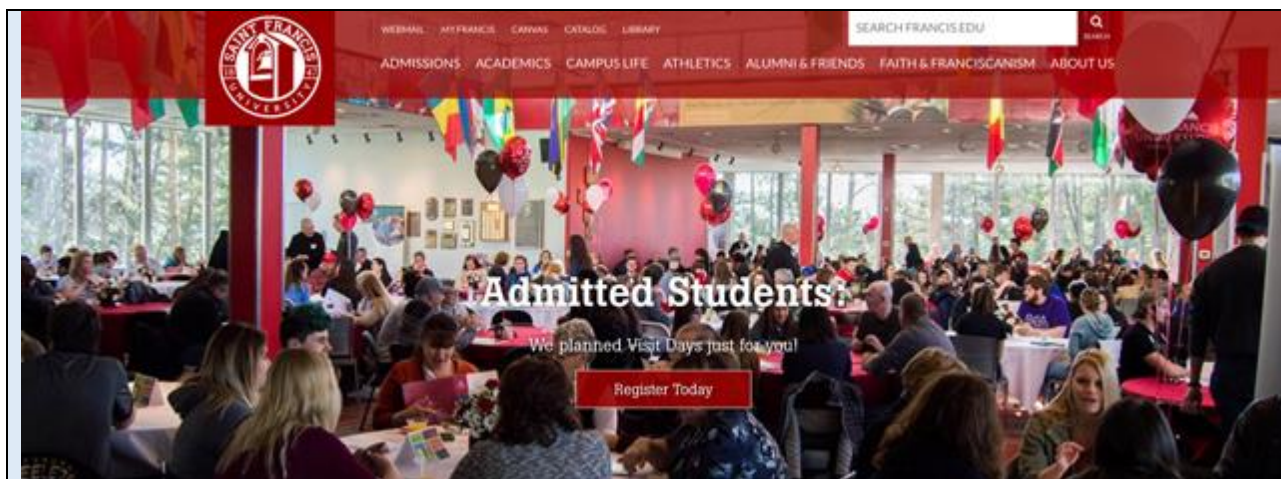 SAINT FRANCIS
UNIVERSITY
WEBMAIL MYFRANCIS CANVAS CATALOG LIBRARY
SEARCH FRANCIS.EDU
SEARCH
ADMISSIONS ACADEMICS CAMPUS LIFE ATHLETICS ALUMNI & FRIENDS FAITH & FRANCISCANISM ABOUT US
Admitted Students:
We planned Visit Days just for you!
Register Today